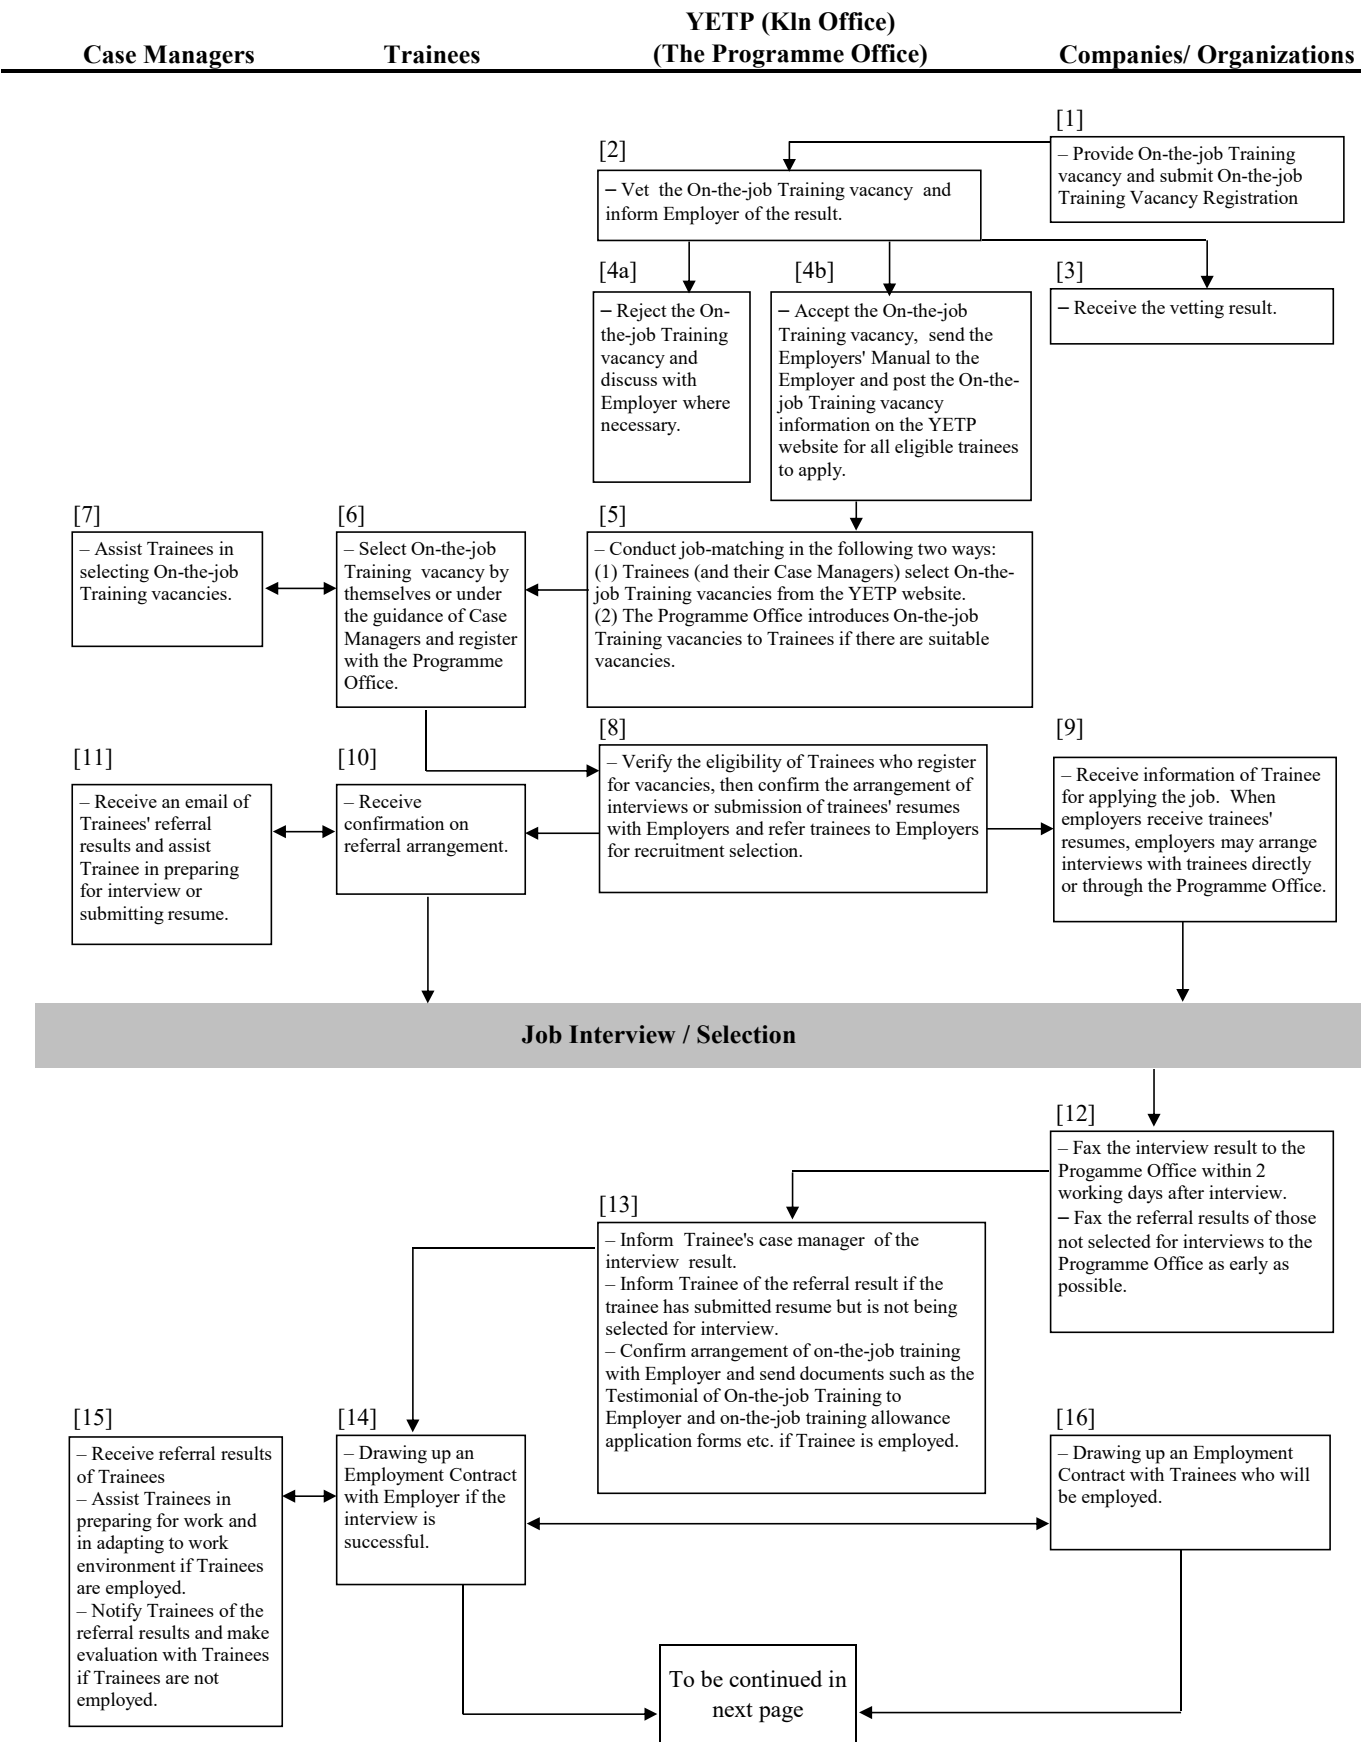 YETP (Kln Office)
Case Managers
Trainees
(The Programme Office)
Companies/ Organizations
[1]
– Provide On-the-job Training
vacancy and submit On-the-job
Training Vacancy Registration
[2]
– Vet the On-the-job Training vacancy and
inform Employer of the result.
[4a]
– Reject the On-
the-job Training
vacancy and
discuss with
Employer where
necessary.
[4b]
– Accept the On-the-job
Training vacancy, send the
Employers' Manual to the
Employer and post the On-the-
job Training vacancy
information on the YETP
website for all eligible trainees
to apply.
[3]
– Receive the vetting result.
[7]
– Assist Trainees in
selecting On-the-job
Training vacancies.
[6]
– Select On-the-job
Training vacancy by
themselves or under
the guidance of Case
Managers and register
with the Programme
Office.
[5]
– Conduct job-matching in the following two ways:
(1) Trainees (and their Case Managers) select On-the-
job Training vacancies from the YETP website.
(2) The Programme Office introduces On-the-job
Training vacancies to Trainees if there are suitable
vacancies.
[11]
– Receive an email of
Trainees' referral
results and assist
Trainee in preparing
for interview or
submitting resume.
[10]
– Receive
confirmation on
referral arrangement.
[8]
– Verify the eligibility of Trainees who register
for vacancies, then confirm the arrangement of
interviews or submission of trainees' resumes
with Employers and refer trainees to Employers
for recruitment selection.
[9]
– Receive information of Trainee
for applying the job. When
employers receive trainees'
resumes, employers may arrange
interviews with trainees directly
or through the Programme Office.
Job Interview / Selection
[12]
– Fax the interview result to the
Progamme Office within 2
working days after interview.
– Fax the referral results of those
not selected for interviews to the
Programme Office as early as
possible.
[13]
– Inform Trainee's case manager of the
interview result.
– Inform Trainee of the referral result if the
trainee has submitted resume but is not being
selected for interview.
– Confirm arrangement of on-the-job training
with Employer and send documents such as the
Testimonial of On-the-job Training to
Employer and on-the-job training allowance
application forms etc. if Trainee is employed.
[15]
– Receive referral results
of Trainees
– Assist Trainees in
preparing for work and
in adapting to work
environment if Trainees
are employed.
– Notify Trainees of the
referral results and make
evaluation with Trainees
if Trainees are not
employed.
[14]
– Drawing up an
Employment Contract
with Employer if the
interview is
successful.
[16]
– Drawing up an Employment
Contract with Trainees who will
be employed.
To be continued in
next page